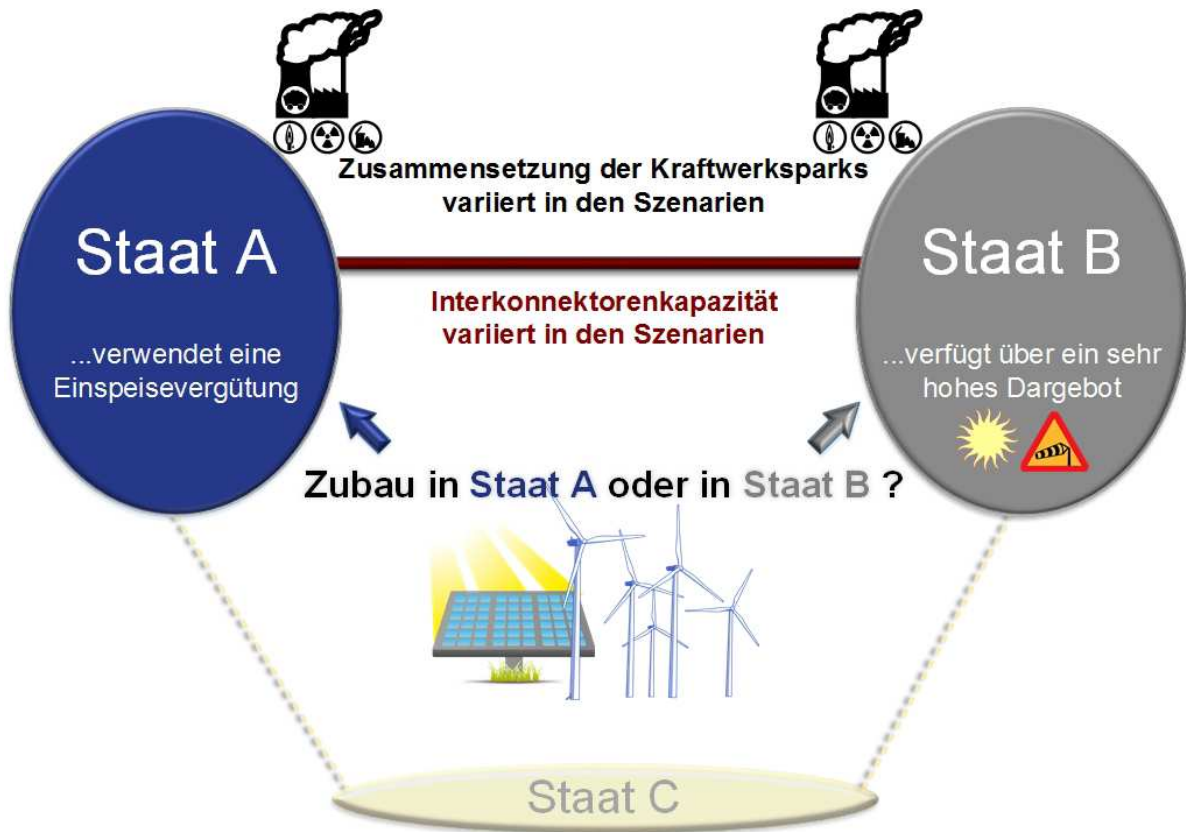 Zusammensetzung der Kraftwerksparks
variiert in den Szenarien
Staat A
Staat B
Interkonnektorenkapazität
variiert in den Szenarien
...verwendet eine
Einspeisevergütung
...verfügt über ein sehr
hohes Dargebot
Zubau in Staat A oder in Staat B ?
Staat C